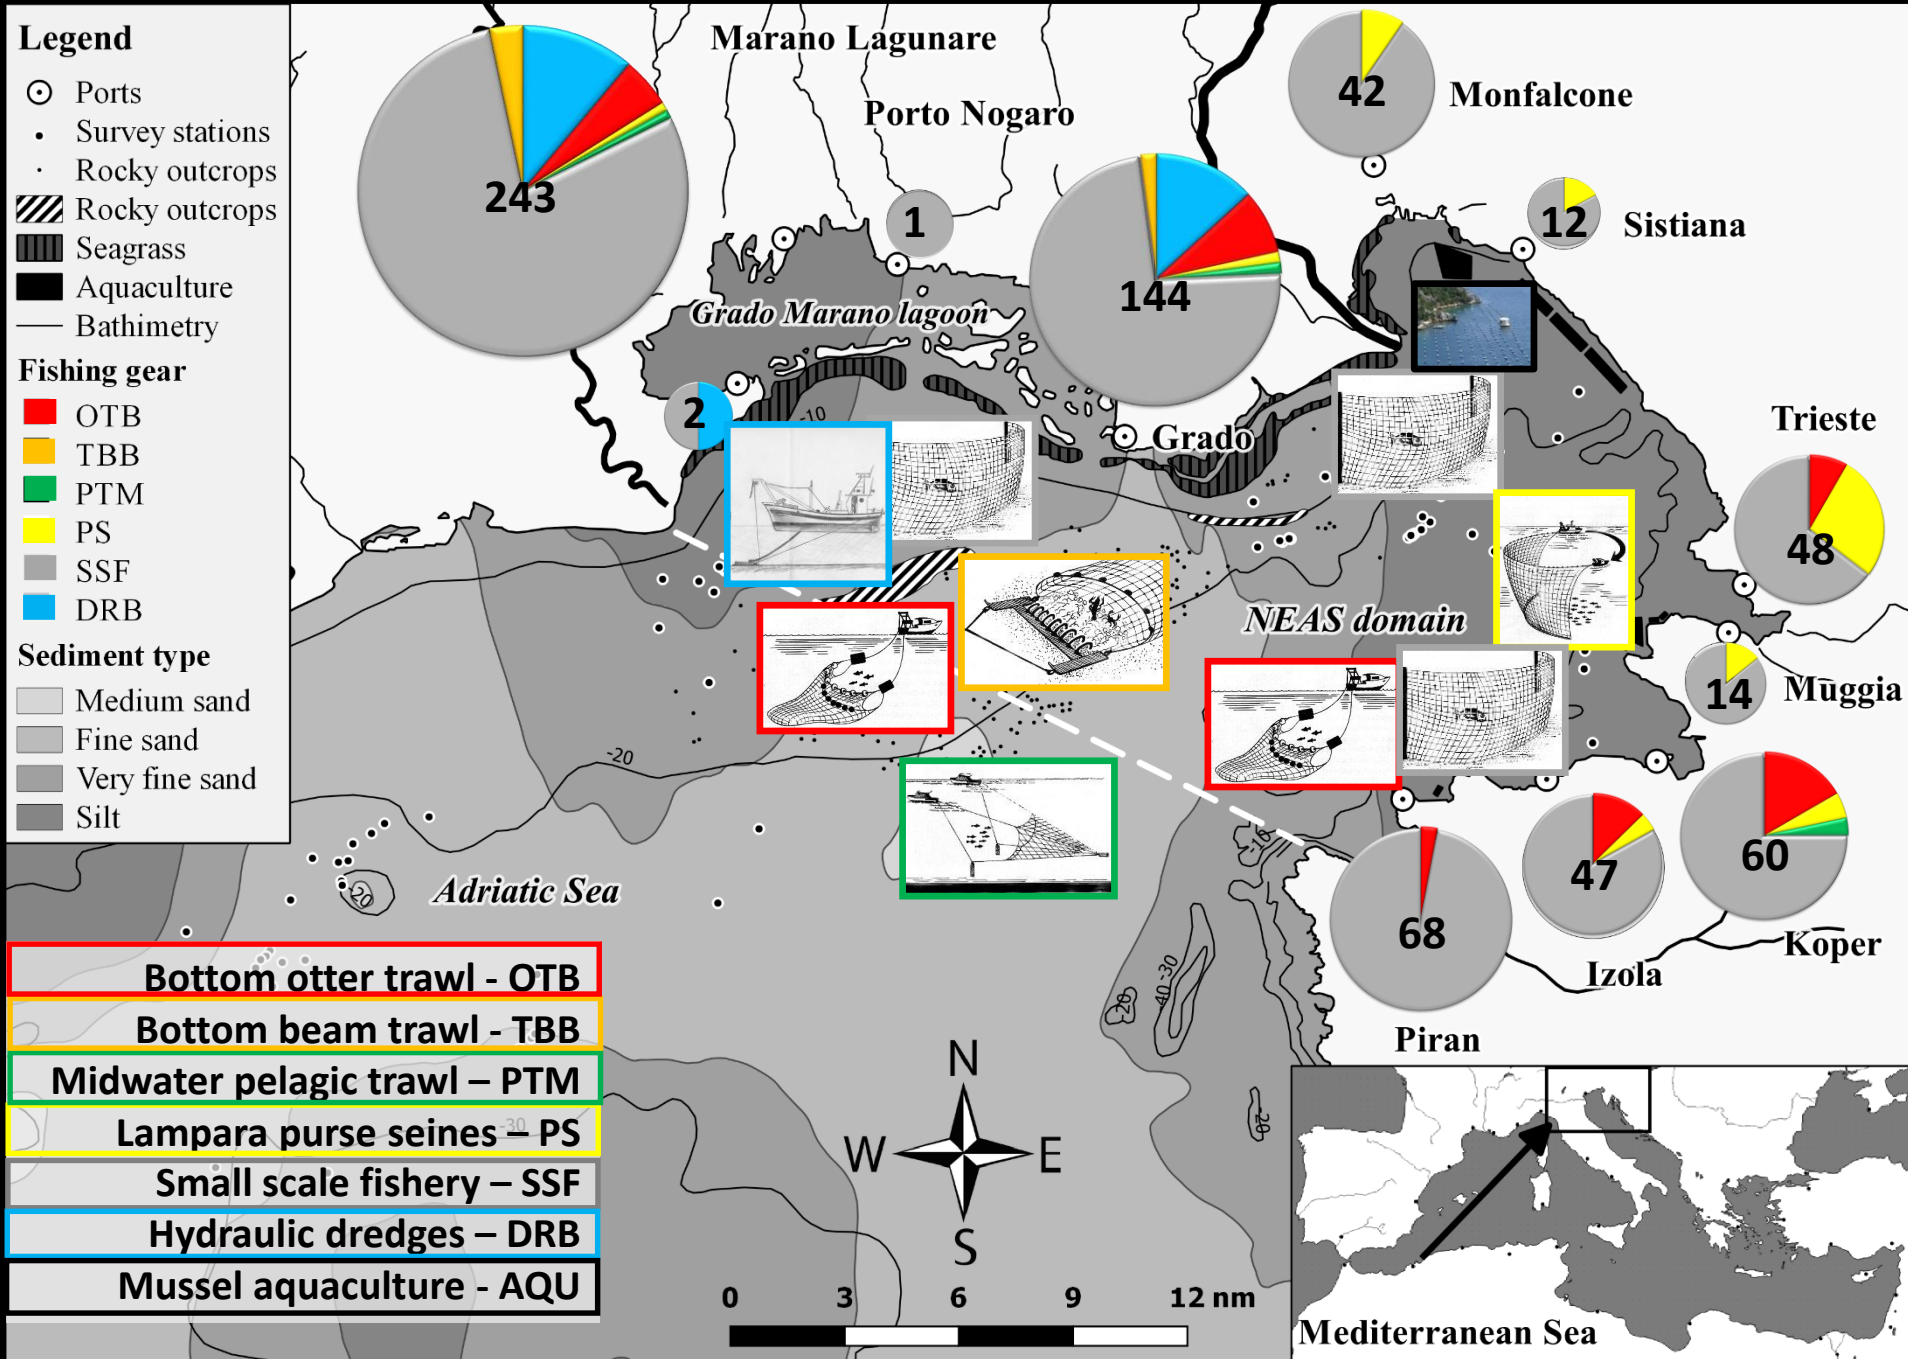 Legend
Ports
Survey stations
Rocky outcrops
Rocky outcrops
Seagrass
Aquaculture
Bathimetry
Fishing gear
OTB
TBB
PTM
PS
SSF
DRB
Sediment type
Medium sand
Fine sand
Very fine sand
Silt
243
Marano Lagunare
Porto Nogaro
1
144
42
Monfalcone
12
Sistiana
Grado Marano lagoon
2
-10
Grado
Trieste
48
NEAS domain
14
Muggia
-20
-10
60
47
68
Koper
Izola
Piran
Adriatic Sea
20
-20
-40
-30
-20
Bottom otter trawl - OTB
Bottom beam trawl - TBB
Midwater pelagic trawl – PTM
Lampara purse seines – PS
-30
Small scale fishery – SSF
Hydraulic dredges – DRB
Mussel aquaculture - AQU
N
W
E
S
0 3 6 9 12 nm
Mediterranean Sea